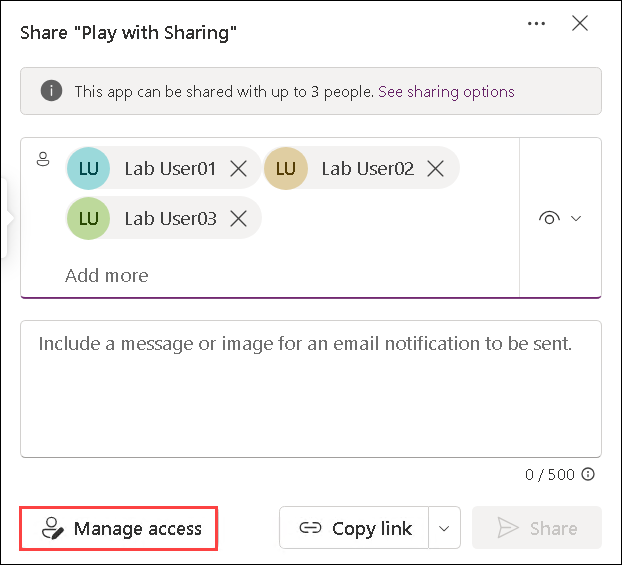 Share "Play with Sharing"
This app can be shared with up to 3 people. See sharing options
LU Lab User01 LU Lab User02
LU Lab User03
Add more
Include a message or image for an email notification to be sent.
0 / 500
Manage access Copy link Share